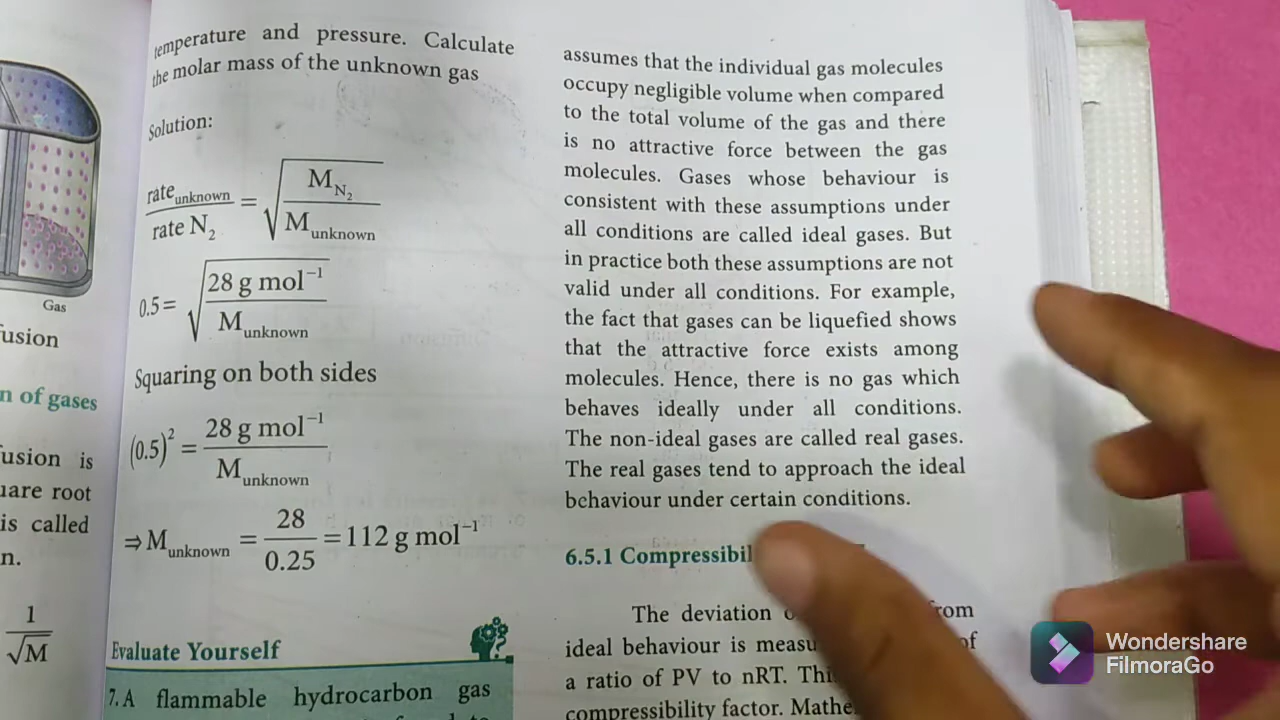 Gas
usion
n of gases
usion is
uare root
is called
n.
1
√M
temperature and pressure. Calculate
the molar mass of the unknown gas
Solution:
rate unknown / rate N₂ = √(M N₂ / M unknown)
0.5 = √(28 g mol⁻¹ / M unknown)
Squaring on both sides
(0.5)² = 28 g mol⁻¹ / M unknown
⇒ M unknown = 28 / 0.25 = 112 g mol⁻¹
Evaluate Yourself
7. A flammable hydrocarbon gas
assumes that the individual gas molecules
occupy negligible volume when compared
to the total volume of the gas and there
is no attractive force between the gas
molecules. Gases whose behaviour is
consistent with these assumptions under
all conditions are called ideal gases. But
in practice both these assumptions are not
valid under all conditions. For example,
the fact that gases can be liquefied shows
that the attractive force exists among
molecules. Hence, there is no gas which
behaves ideally under all conditions.
The non-ideal gases are called real gases.
The real gases tend to approach the ideal
behaviour under certain conditions.
6.5.1 Compressibil
The deviation from
ideal behaviour is measu of
a ratio of PV to nRT. Thi
compressibility factor. Mathe
Wondershare
FilmoraGo